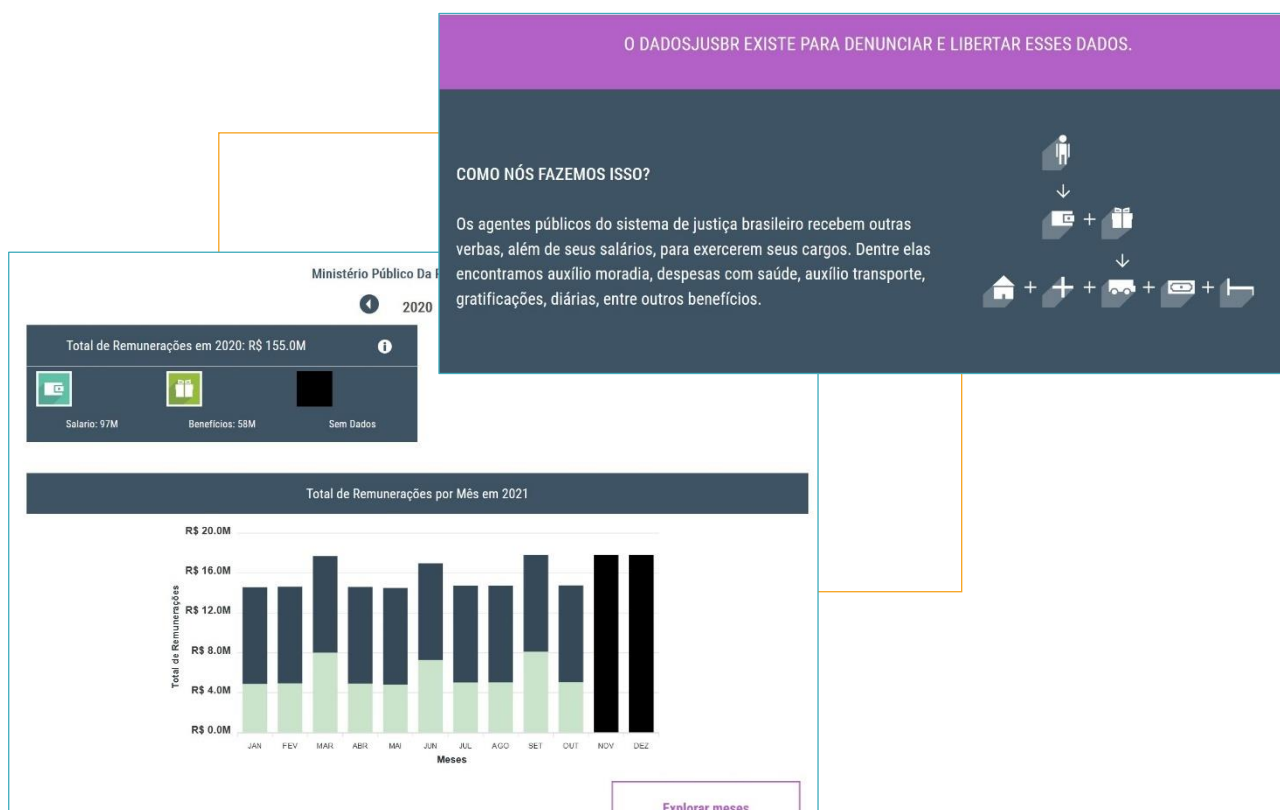 O DADOSJUSBR EXISTE PARA DENUNCIAR E LIBERTAR ESSES DADOS.
COMO NÓS FAZEMOS ISSO?
Os agentes públicos do sistema de justiça brasileiro recebem outras
verbas, além de seus salários, para exercerem seus cargos. Dentre elas
encontramos auxílio moradia, despesas com saúde, auxílio transporte,
gratificações, diárias, entre outros benefícios.
Ministério Público Da
2020
Total de Remunerações em 2020: R$ 155.0M
Salario: 97M
Benefícios: 58M
Sem Dados
Total de Remunerações por Mês em 2021
Total de Remunerações
R$ 20.0M
R$ 16.0M
R$ 12.0M
R$ 8.0M
R$ 4.0M
R$ 0.0M
JAN FEV MAR ABR MAI JUN JUL AGO SET OUT NOV DEZ
Meses
Explorar meses